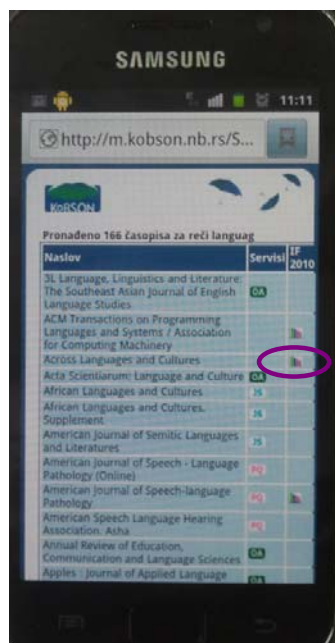 SAMSUNG
11:11
http://m.kobson.nb.rs/S...
KoBSON
Pronađeno 166 časopisa za reči languag
Naslov Servisi IF 2010
3L Language, Linguistics and Literature:
The Southeast Asian Journal of English OA
Language Studies
ACM Transactions on Programming
Languages and Systems / Association
for Computing Machinery
Across Languages and Cultures
Acta Scientiarum: Language and Culture OA
African Languages and Cultures JS
African Languages and Cultures. JS
Supplement
American Journal of Semitic Languages JS
and Literatures
American Journal of Speech - Language PQ
Pathology (Online)
American Journal of Speech-language PQ
Pathology
American Speech Language Hearing PQ
Association. Asha
Annual Review of Education, OA
Communication and Language Sciences
Apples : Journal of Applied Language OA